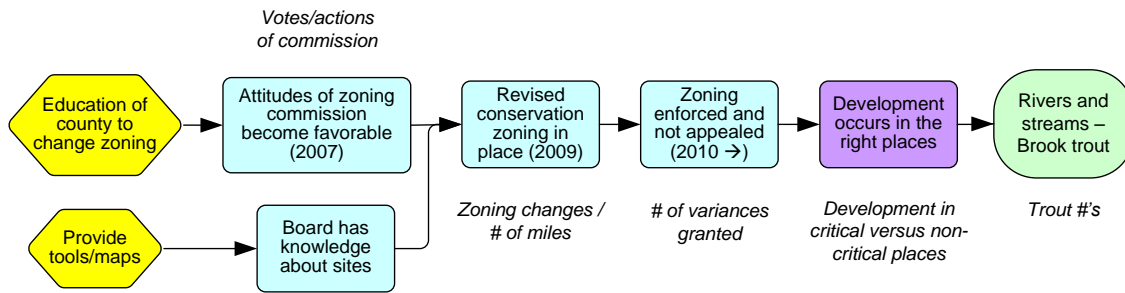 Votes/actions
of commission
Education of
county to
change zoning
Attitudes of zoning
commission
become favorable
(2007)
Revised
conservation
zoning in
place (2009)
Zoning
enforced and
not appealed
(2010 →)
Development
occurs in the
right places
Rivers and
streams –
Brook trout
Provide
tools/maps
Board has
knowledge
about sites
Zoning changes /
# of miles
# of variances
granted
Development in
critical versus non-
critical places
Trout #'s